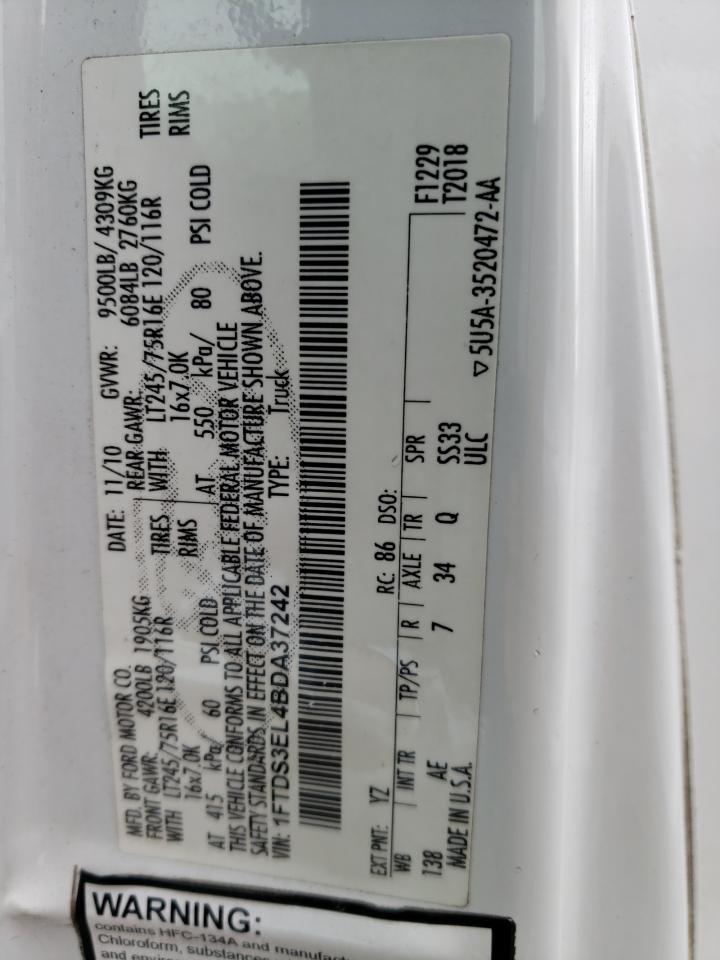 MFD. BY FORD MOTOR CO. DATE: 11/10 GVWR: 9500LB/ 4309KG
FRONT GAWR: 4200LB 1905KG REAR GAWR: 6084LB 2760KG
WITH LT245/75R16E 120/116R TIRES WITH LT245/75R16E 120/116R TIRES
16x7.0K RIMS 16x7.0K RIMS
AT 415 kPa/ 60 PSI COLD AT 550 kPa/ 80 PSI COLD
THIS VEHICLE CONFORMS TO ALL APPLICABLE FEDERAL MOTOR VEHICLE
SAFETY STANDARDS IN EFFECT ON THE DATE OF MANUFACTURE SHOWN ABOVE.
VIN: 1FTDS3EL4BDA37242 TYPE: Truck
EXT PNT: YZ RC: 86 DSO: F1229
WB INT TR TP/PS R AXLE TR SPR T2018
138 AE 7 34 Q SS33
MADE IN U.S.A. ULC ▽5U5A-3520472-AA
WARNING:
contains HFC-134A and manufact
Chloroform, substances
and enviro